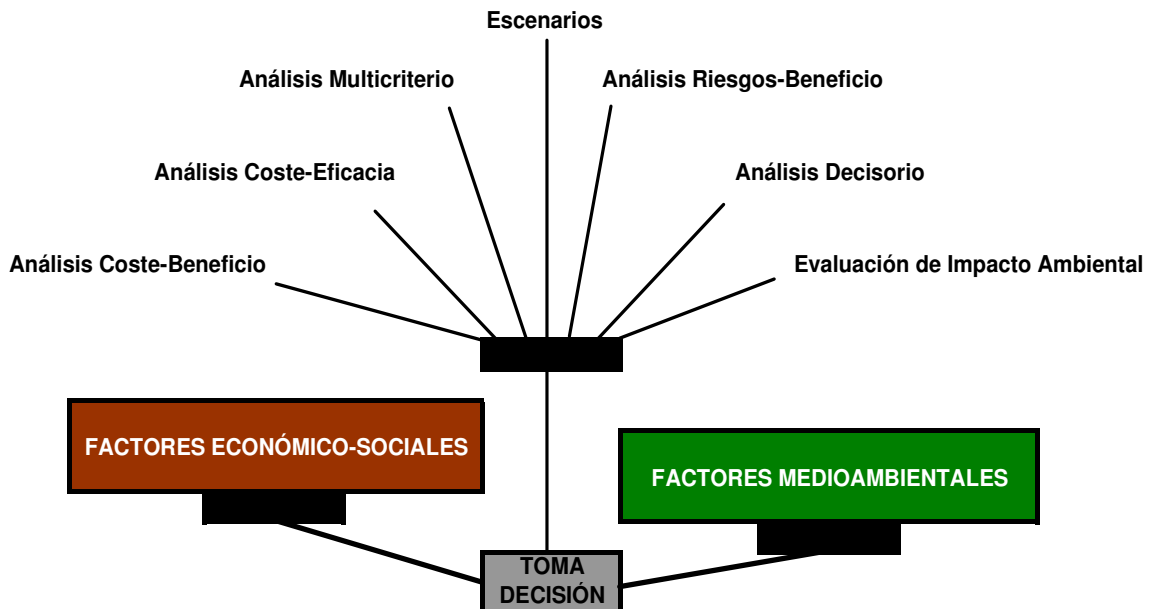 Escenarios
Análisis Multicriterio
Análisis Riesgos-Beneficio
Análisis Coste-Eficacia
Análisis Decisorio
Análisis Coste-Beneficio
Evaluación de Impacto Ambiental
FACTORES ECONÓMICO-SOCIALES
FACTORES MEDIOAMBIENTALES
TOMA
DECISIÓN